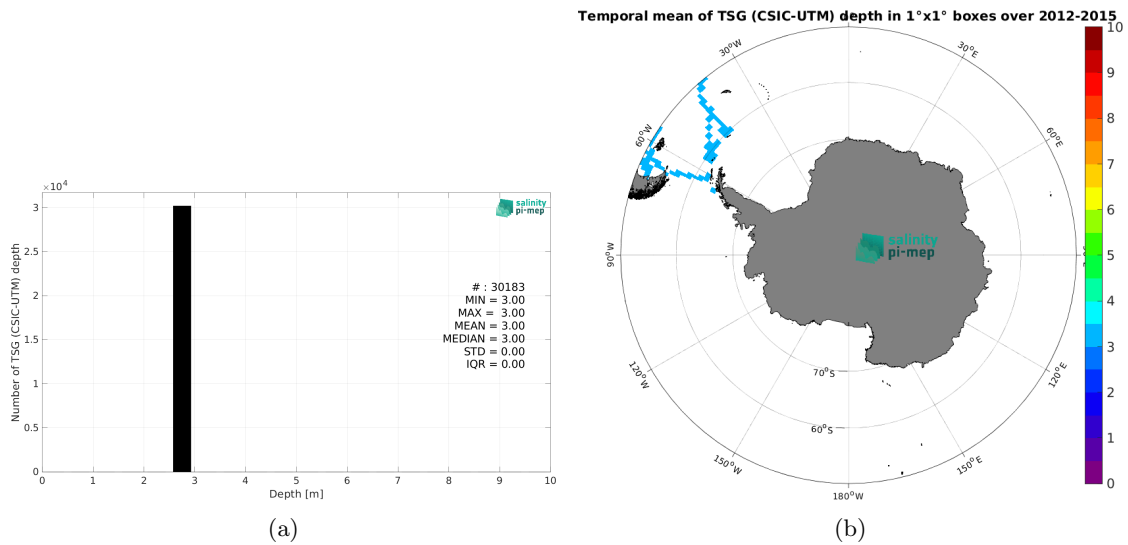 Temporal mean of TSG (CSIC-UTM) depth in 1°x1° boxes over 2012-2015
×10⁴
3
2.5
2
1.5
1
0.5
0
Number of TSG (CSIC-UTM) depth
salinity
pi-mep
# : 30183
MIN = 3.00
MAX = 3.00
MEAN = 3.00
MEDIAN = 3.00
STD = 0.00
IQR = 0.00
0 1 2 3 4 5 6 7 8 9 10
Depth [m]
(a)
30°W
30°E
60°W
60°E
90°W
120°W
120°E
150°W
150°E
180°W
70°S
60°S
salinity
pi-mep
10
9
8
7
6
5
4
3
2
1
0
(b)